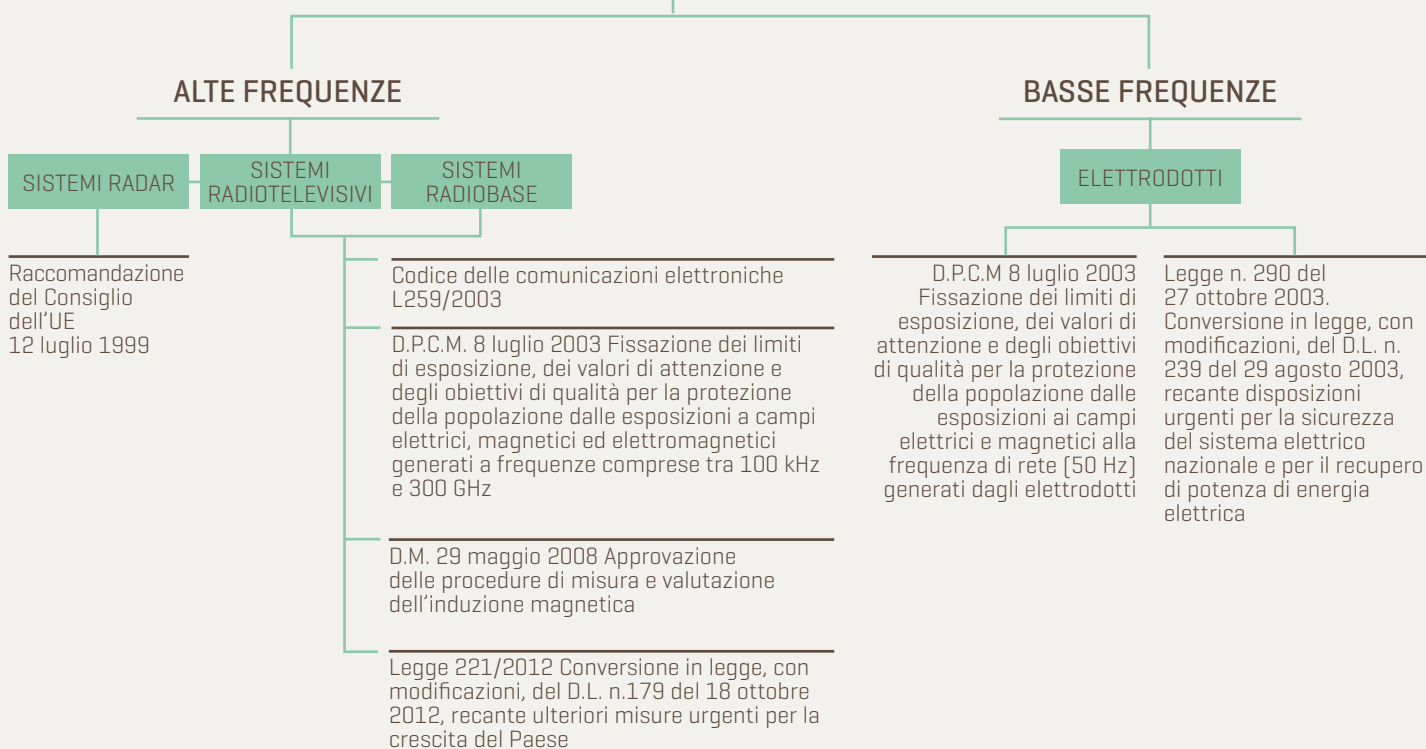 ALTE FREQUENZE
SISTEMI RADAR
SISTEMI
RADIOTELEVISIVI
SISTEMI
RADIOBASE
Raccomandazione
del Consiglio
dell'UE
12 luglio 1999
Codice delle comunicazioni elettroniche
L259/2003
D.P.C.M. 8 luglio 2003 Fissazione dei limiti
di esposizione, dei valori di attenzione e
degli obiettivi di qualità per la protezione
della popolazione dalle esposizioni a campi
elettrici, magnetici ed elettromagnetici
generati a frequenze comprese tra 100 kHz
e 300 GHz
D.M. 29 maggio 2008 Approvazione
delle procedure di misura e valutazione
dell'induzione magnetica
Legge 221/2012 Conversione in legge, con
modificazioni, del D.L. n.179 del 18 ottobre
2012, recante ulteriori misure urgenti per la
crescita del Paese
BASSE FREQUENZE
ELETTRODOTTI
D.P.C.M 8 luglio 2003
Fissazione dei limiti di
esposizione, dei valori di
attenzione e degli obiettivi
di qualità per la protezione
della popolazione dalle
esposizioni ai campi
elettrici e magnetici alla
frequenza di rete (50 Hz)
generati dagli elettrodotti
Legge n. 290 del
27 ottobre 2003.
Conversione in legge, con
modificazioni, del D.L. n.
239 del 29 agosto 2003,
recante disposizioni
urgenti per la sicurezza
del sistema elettrico
nazionale e per il recupero
di potenza di energia
elettrica